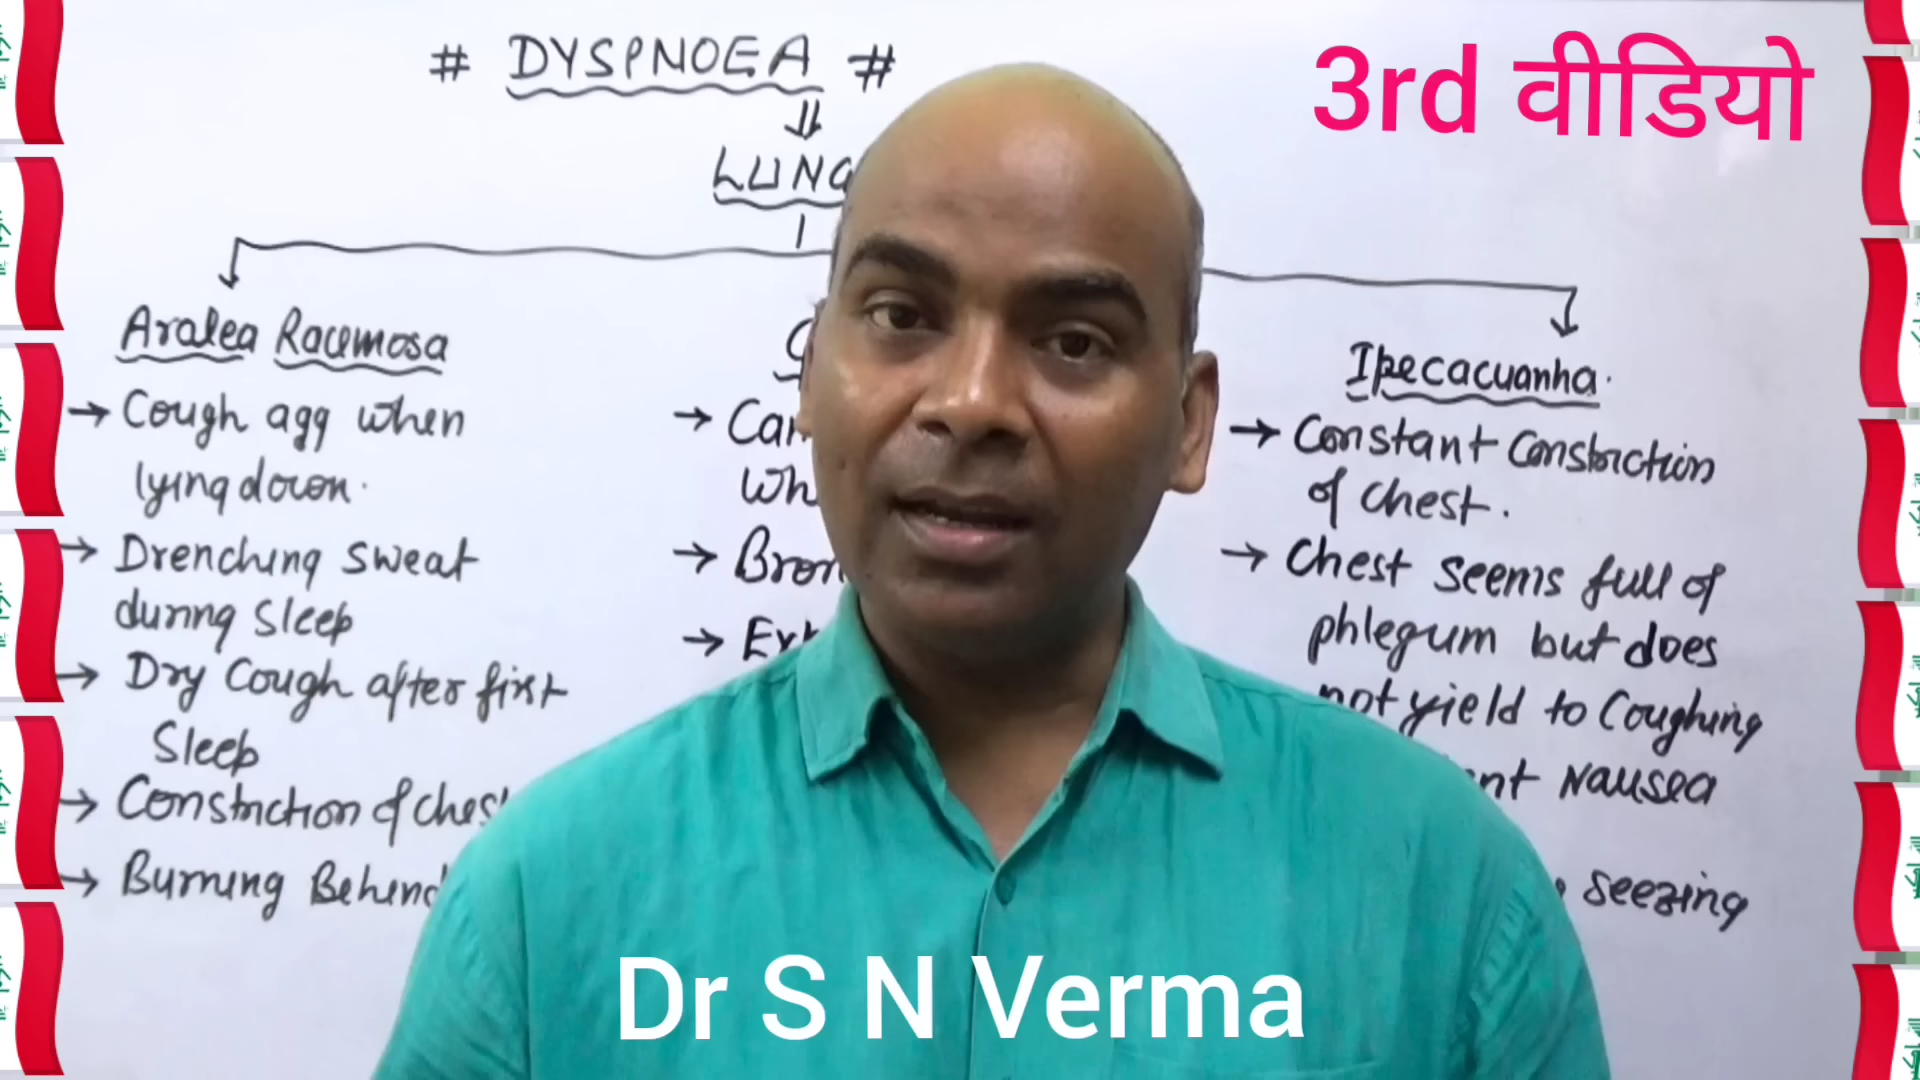 # DYSPNOEA #
3rd वीडियो
LUNG
Aralea Racemosa
→ Cough agg when
lying down.
→ Drenching sweat
during sleep
→ Dry Cough after first
Sleep
→ Constriction of chest
→ Burning Behind
Ipecacuanha.
→ Constant Constriction
of chest.
→ Chest seems full of
phlegum but does
not yield to Coughing
Nausea
seezing
Dr S N Verma